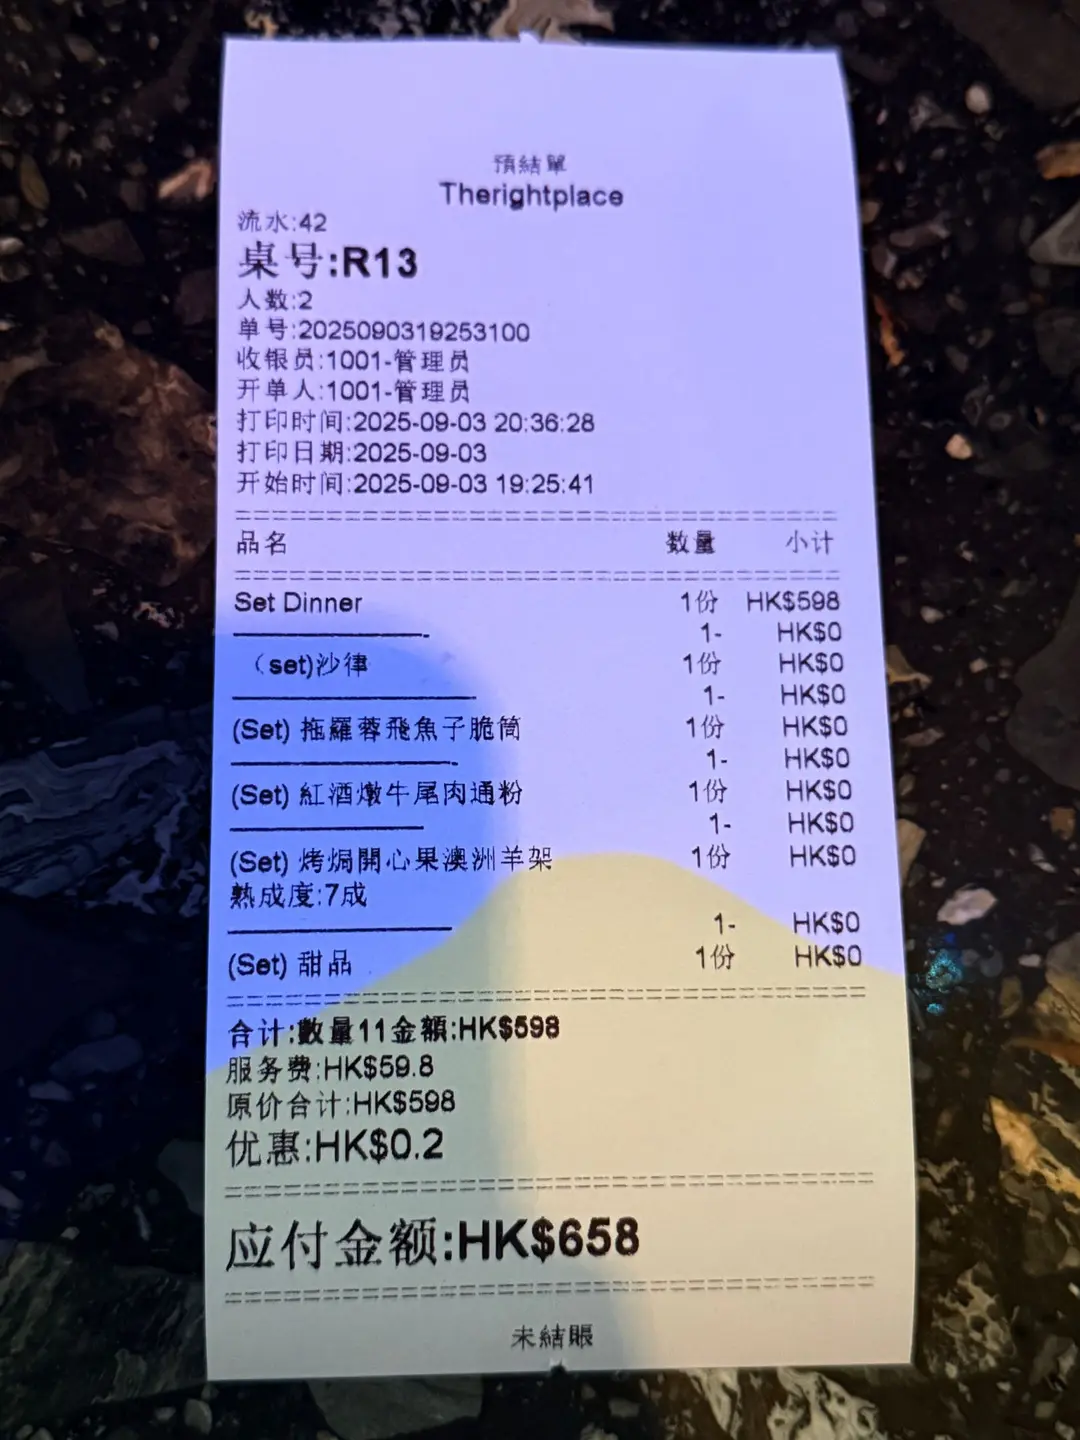 預結單
Therightplace
流水:42
桌号:R13
人数:2
单号:2025090319253100
收银员:1001-管理员
开单人:1001-管理员
打印时间:2025-09-03 20:36:28
打印日期:2025-09-03
开始时间:2025-09-03 19:25:41
品名 数量 小计
Set Dinner 1份 HK$598
1- HK$0
（set)沙律 1份 HK$0
1- HK$0
(Set) 拖羅蓉飛魚子脆筒 1份 HK$0
1- HK$0
(Set) 紅酒燉牛尾肉通粉 1份 HK$0
1- HK$0
(Set) 烤焗開心果澳洲羊架 1份 HK$0
熟成度:7成
1- HK$0
(Set) 甜品 1份 HK$0
合计:數量11金額:HK$598
服务费:HK$59.8
原价合计:HK$598
优惠:HK$0.2
应付金额:HK$658
未結賬